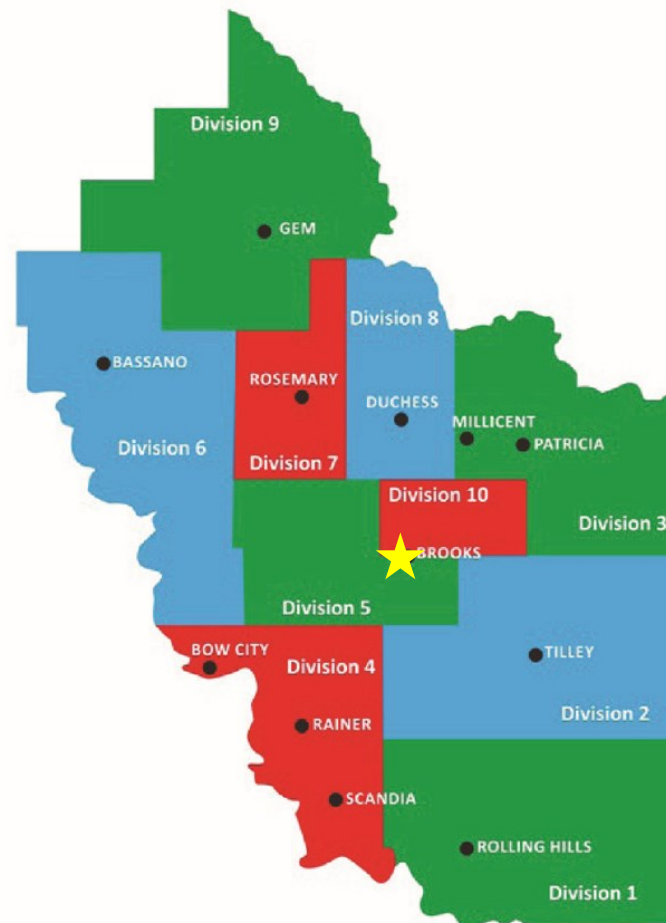 Division 9
GEM
Division 8
BASSANO
ROSEMARY
DUCHESS
MILLICENT
PATRICIA
Division 6
Division 7
Division 10
Division 3
BROOKS
Division 5
BOW CITY
Division 4
TILLEY
Division 2
RAINER
SCANDIA
ROLLING HILLS
Division 1